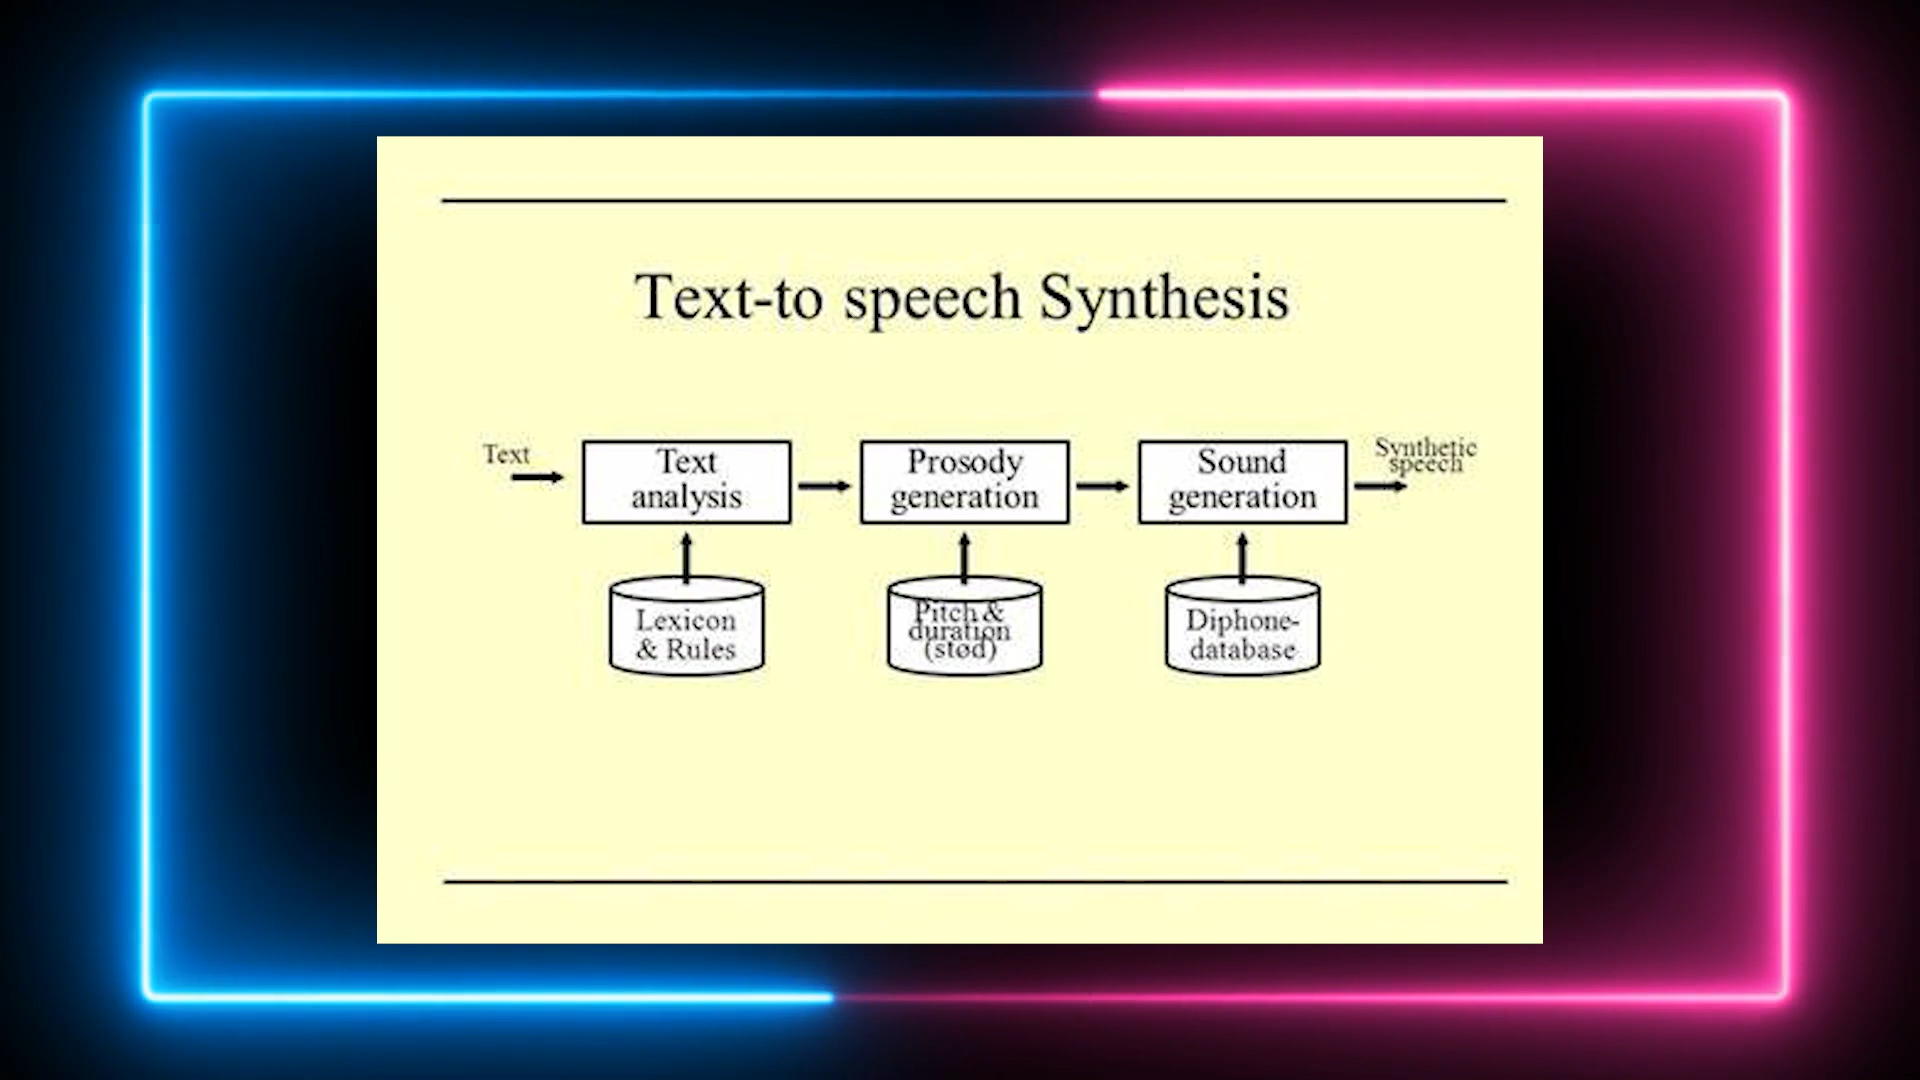 Text-to speech Synthesis
Text
Text
analysis
Prosody
generation
Sound
generation
Synthetic
speech
Lexicon
& Rules
Pitch &
duration
(stød)
Diphone-
database